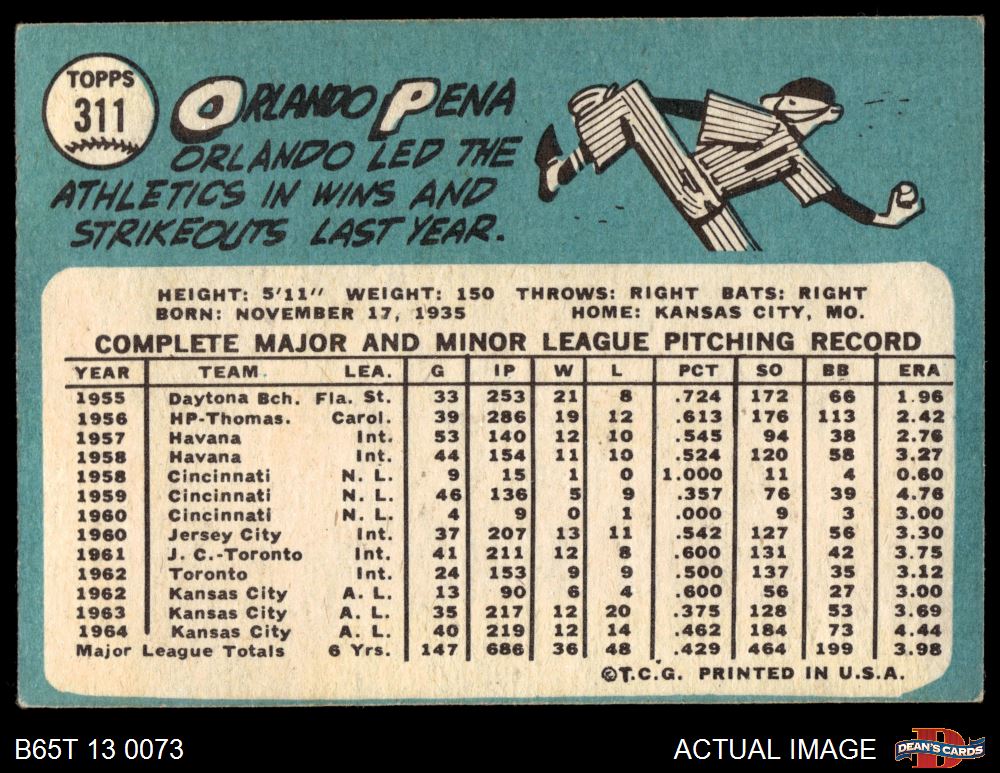 TOPPS
311
ORLANDO PENA
ORLANDO LED THE
ATHLETICS IN WINS AND
STRIKEOUTS LAST YEAR.
HEIGHT: 5'11" WEIGHT: 150 THROWS: RIGHT BATS: RIGHT
BORN: NOVEMBER 17, 1935 HOME: KANSAS CITY, MO.
COMPLETE MAJOR AND MINOR LEAGUE PITCHING RECORD
YEAR TEAM LEA. G IP W L PCT SO BB ERA
1955 Daytona Bch. Fla. St. 33 253 21 8 .724 172 66 1.96
1956 HP-Thomas. Carol. 39 286 19 12 .613 176 113 2.42
1957 Havana Int. 53 140 12 10 .545 94 38 2.76
1958 Havana Int. 44 154 11 10 .524 120 58 3.27
1958 Cincinnati N. L. 9 15 1 0 1.000 11 4 0.60
1959 Cincinnati N. L. 46 136 5 9 .357 76 39 4.76
1960 Cincinnati N. L. 4 9 0 1 .000 9 3 3.00
1960 Jersey City Int. 37 207 13 11 .542 127 56 3.30
1961 J. C.-Toronto Int. 41 211 12 8 .600 131 42 3.75
1962 Toronto Int. 24 153 9 9 .500 137 35 3.12
1962 Kansas City A. L. 13 90 6 4 .600 56 27 3.00
1963 Kansas City A. L. 35 217 12 20 .375 128 53 3.69
1964 Kansas City A. L. 40 219 12 14 .462 184 73 4.44
Major League Totals 6 Yrs. 147 686 36 48 .429 464 199 3.98
©T.C.G. PRINTED IN U.S.A.
B65T 13 0073 ACTUAL IMAGE DEAN'S CARDS